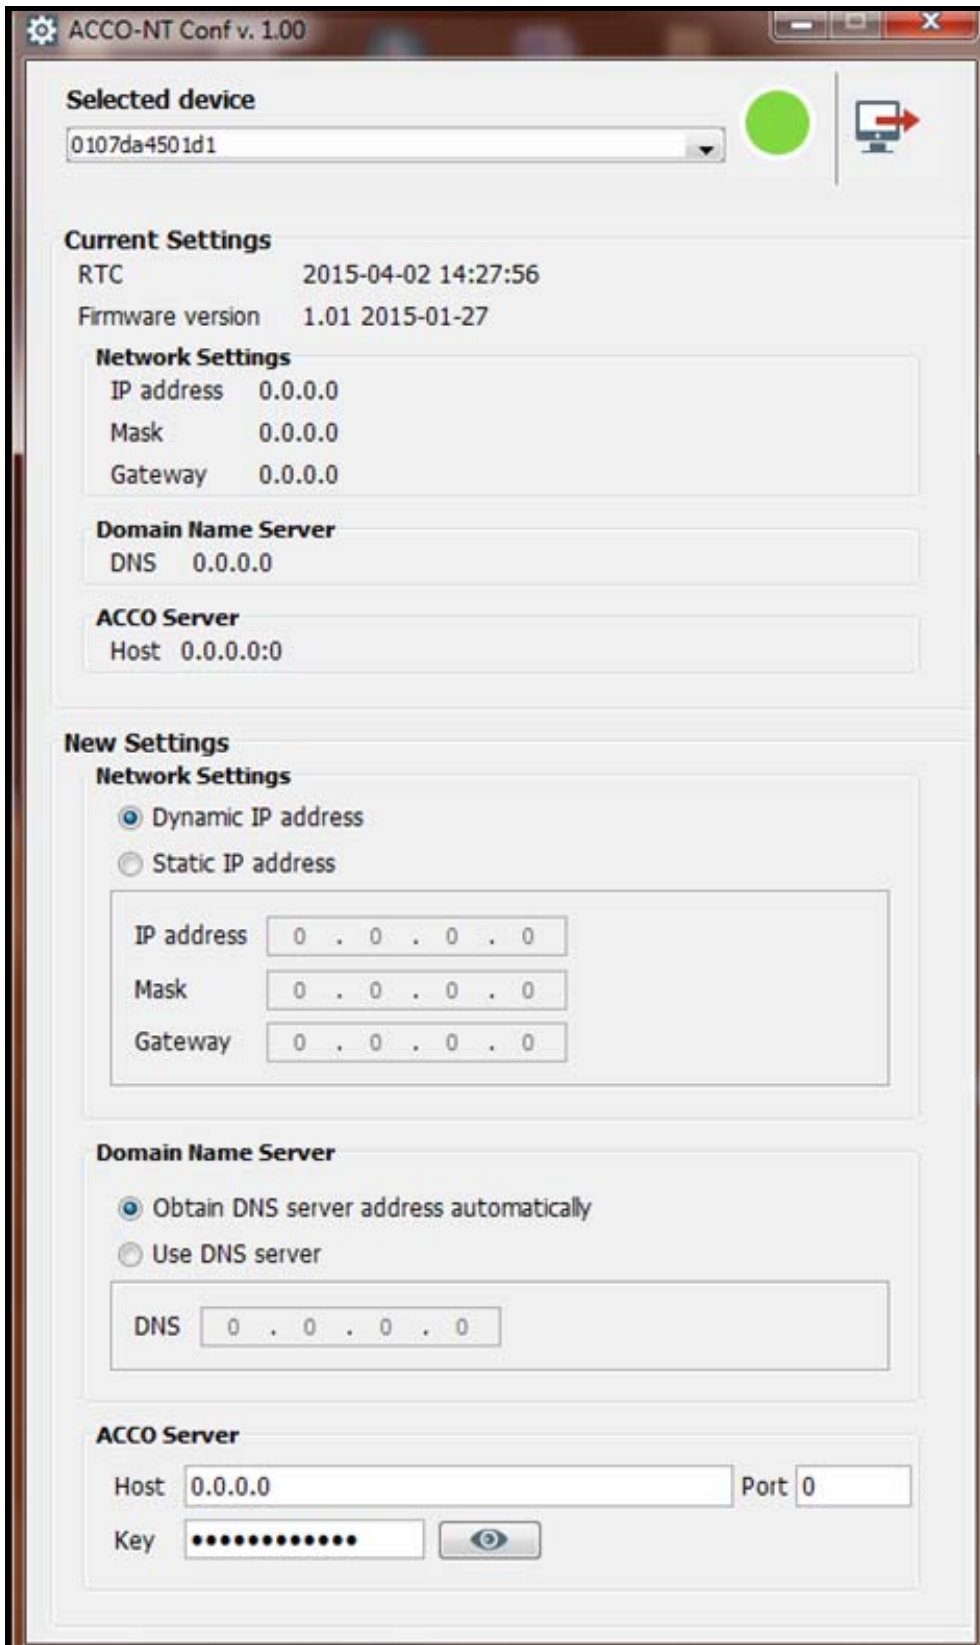 ACCO-NT Conf v. 1.00
Selected device
0107da4501d1
Current Settings
RTC 2015-04-02 14:27:56
Firmware version 1.01 2015-01-27
Network Settings
IP address 0.0.0.0
Mask 0.0.0.0
Gateway 0.0.0.0
Domain Name Server
DNS 0.0.0.0
ACCO Server
Host 0.0.0.0:0
New Settings
Network Settings
Dynamic IP address
Static IP address
IP address 0 . 0 . 0 . 0
Mask 0 . 0 . 0 . 0
Gateway 0 . 0 . 0 . 0
Domain Name Server
Obtain DNS server address automatically
Use DNS server
DNS 0 . 0 . 0 . 0
ACCO Server
Host 0.0.0.0 Port 0
Key ••••••••••••